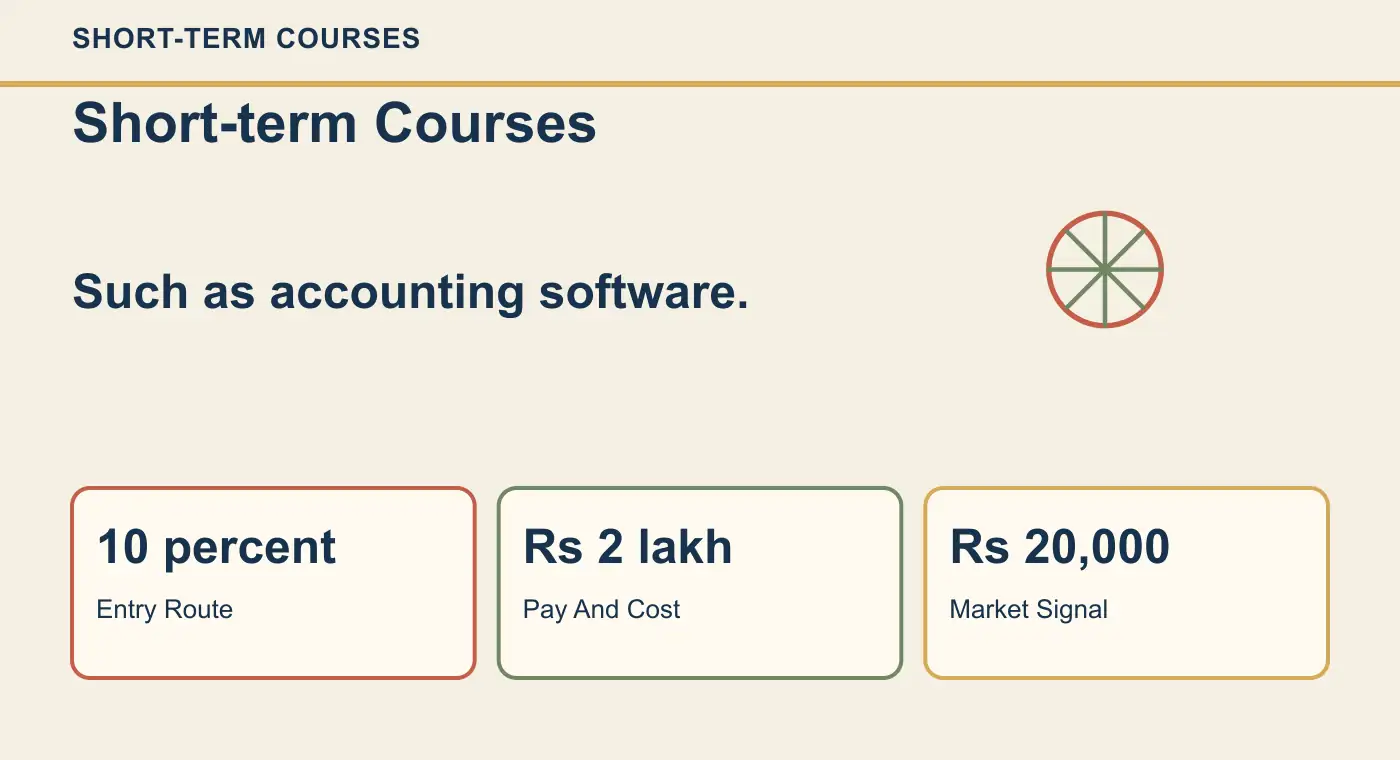 SHORT-TERM COURSES
Short-term Courses
Such as accounting software.
10 percent
Entry Route
Rs 2 lakh
Pay And Cost
Rs 20,000
Market Signal